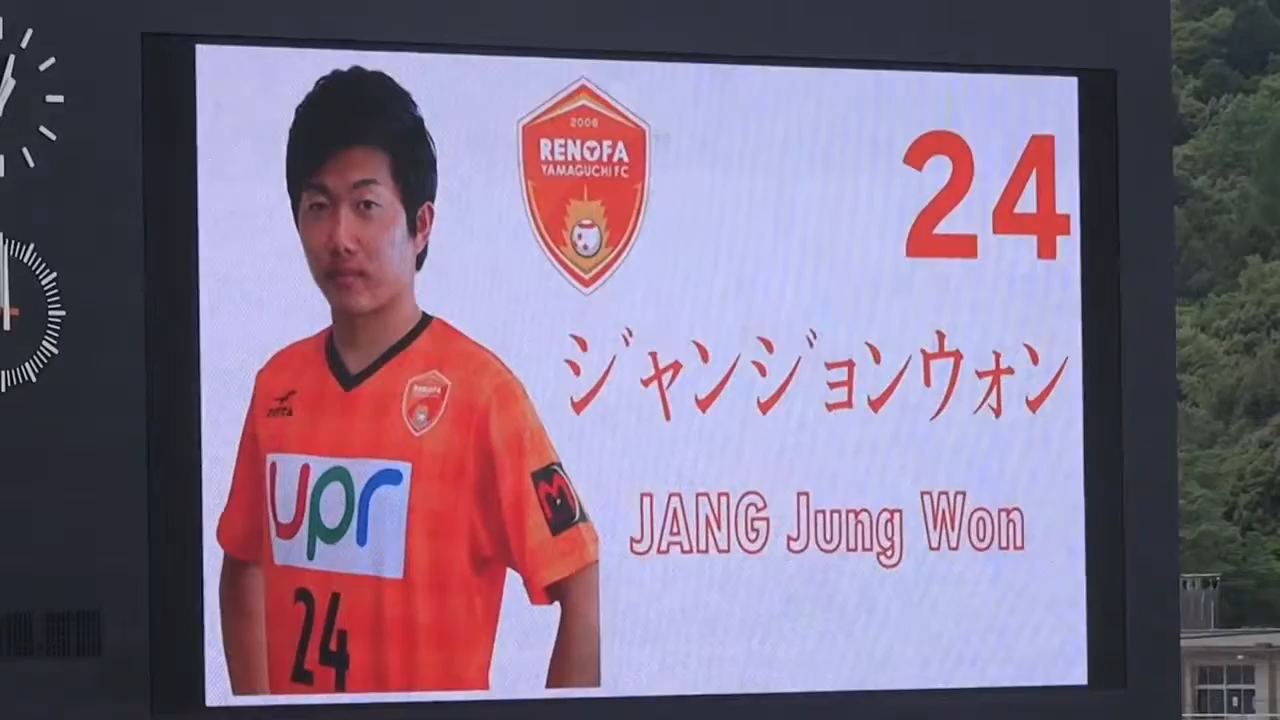 2006
RENOFA
YAMAGUCHI FC
24
ジャンジョンウォン
JANG Jung Won
RENOFA
upr
M
24